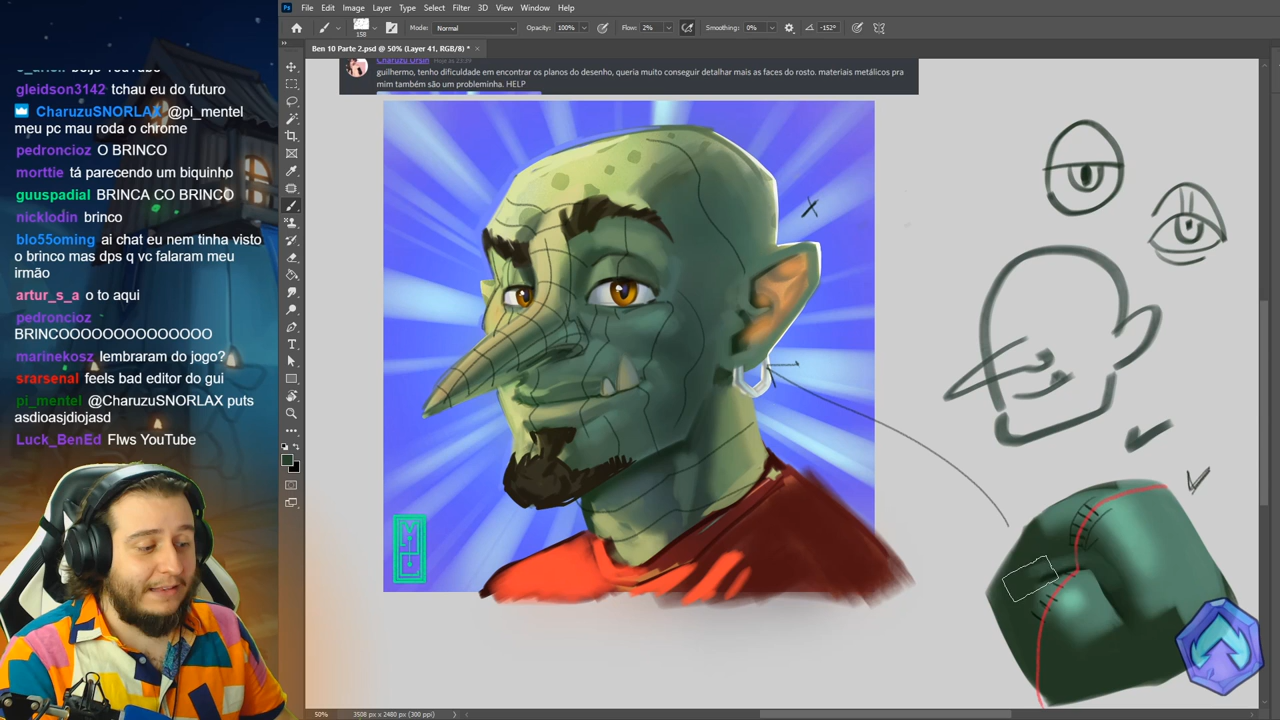 File Edit Image Layer Type Select Filter 3D View Window Help
158 Mode: Normal Opacity: 100% Flow: 2% Smoothing: 0% -152°
Ben 10 Parte 2.psd @ 50% (Layer 41, RGB/8) * ×
guilhermo, tenho dificuldade em encontrar os planos do desenho, queria muito conseguir detalhar mais as faces do rosto. materiais metálicos pra
mim também são um probleminha. HELP
gleidson3142 tchau eu do futuro
CharuzuSNORLAX @pi_mentel
meu pc mau roda o chrome
pedroncioz O BRINCO
morttie tá parecendo um biquinho
guuspadial BRINCA CO BRINCO
nicklodin brinco
blo55oming ai chat eu nem tinha visto
o brinco mas dps q vc falaram meu
irmão
artur_s_a o to aqui
pedroncioz
BRINCOOOOOOOOOOOOOO
marinekosz lembraram do jogo?
srarsenal feels bad editor do gui
pi_mentel @CharuzuSNORLAX puts
asdioasjdiojasd
Luck_BenEd Flws YouTube
50% 3508 px x 2480 px (300 ppi)